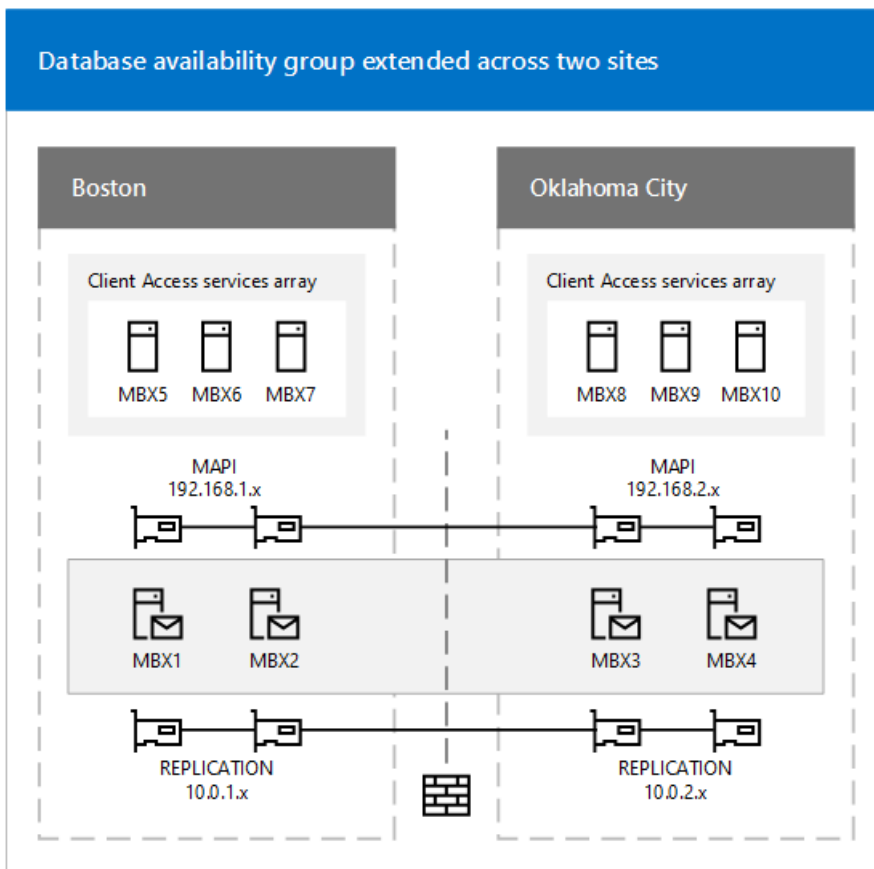 Database availability group extended across two sites
Boston
Oklahoma City
Client Access services array
MBX5 MBX6 MBX7
Client Access services array
MBX8 MBX9 MBX10
MAPI
192.168.1.x
MAPI
192.168.2.x
MBX1 MBX2
MBX3 MBX4
REPLICATION
10.0.1.x
REPLICATION
10.0.2.x